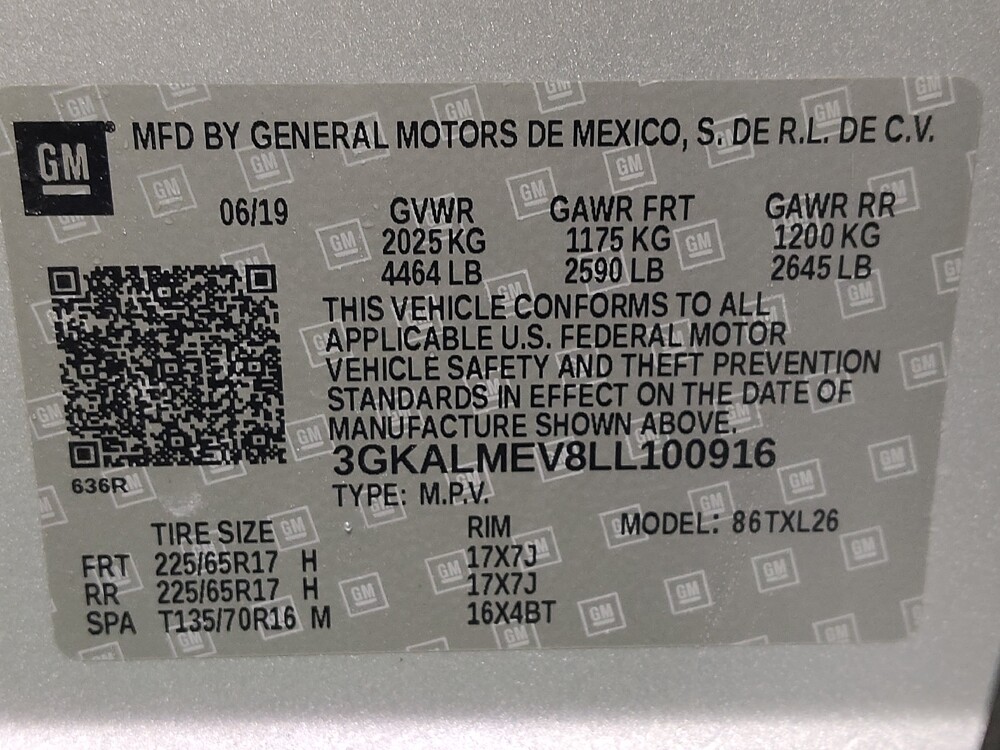 GM
MFD BY GENERAL MOTORS DE MEXICO, S. DE R.L. DE C.V.
06/19 GVWR GAWR FRT GAWR RR
2025 KG 1175 KG 1200 KG
4464 LB 2590 LB 2645 LB
THIS VEHICLE CONFORMS TO ALL
APPLICABLE U.S. FEDERAL MOTOR
VEHICLE SAFETY AND THEFT PREVENTION
STANDARDS IN EFFECT ON THE DATE OF
MANUFACTURE SHOWN ABOVE.
3GKALMEV8LL100916
636R
TYPE: M.P.V.
TIRE SIZE RIM MODEL: 86TXL26
FRT 225/65R17 H 17X7J
RR 225/65R17 H 17X7J
SPA T135/70R16 M 16X4BT